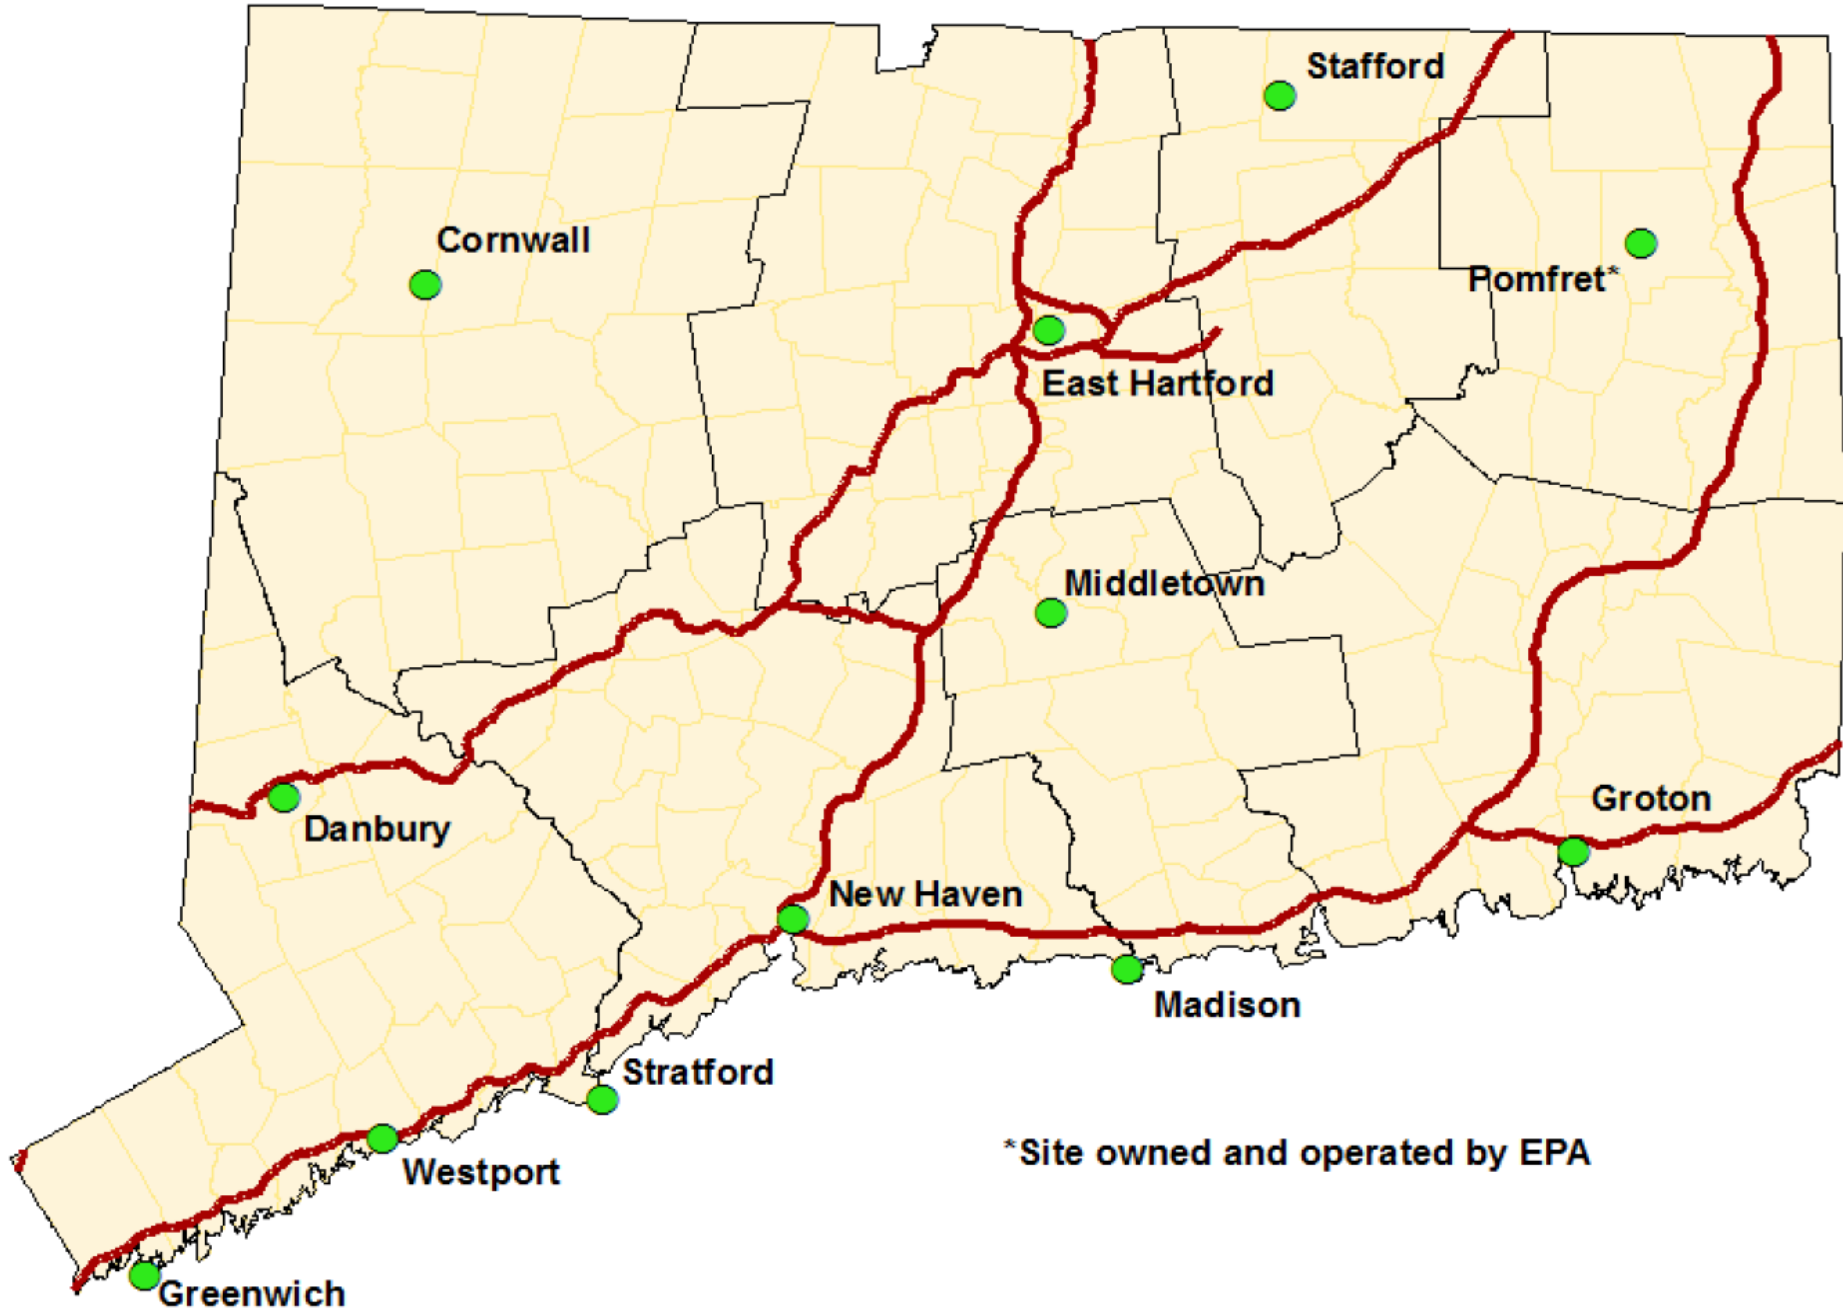 Stafford
Cornwall
Pomfret*
East Hartford
Middletown
Groton
Danbury
New Haven
Madison
Stratford
*Site owned and operated by EPA
Westport
Greenwich